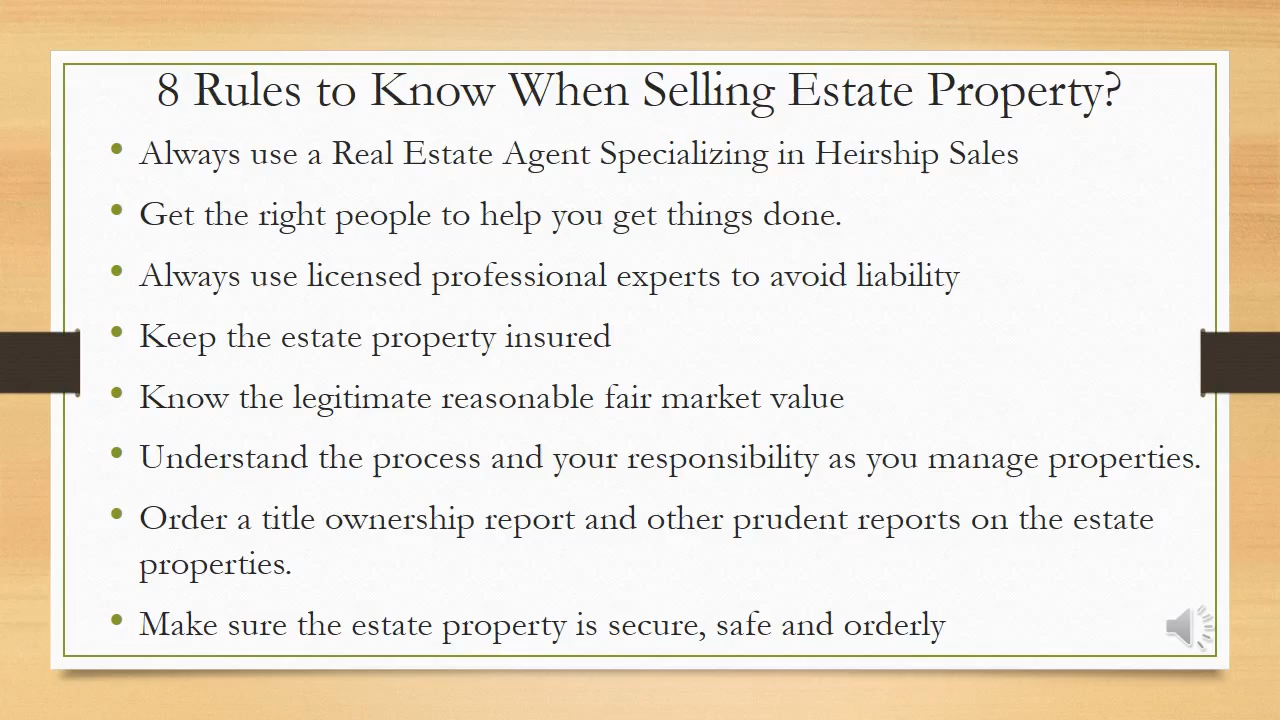 8 Rules to Know When Selling Estate Property?
• Always use a Real Estate Agent Specializing in Heirship Sales
• Get the right people to help you get things done.
• Always use licensed professional experts to avoid liability
• Keep the estate property insured
• Know the legitimate reasonable fair market value
• Understand the process and your responsibility as you manage properties.
• Order a title ownership report and other prudent reports on the estate
properties.
• Make sure the estate property is secure, safe and orderly